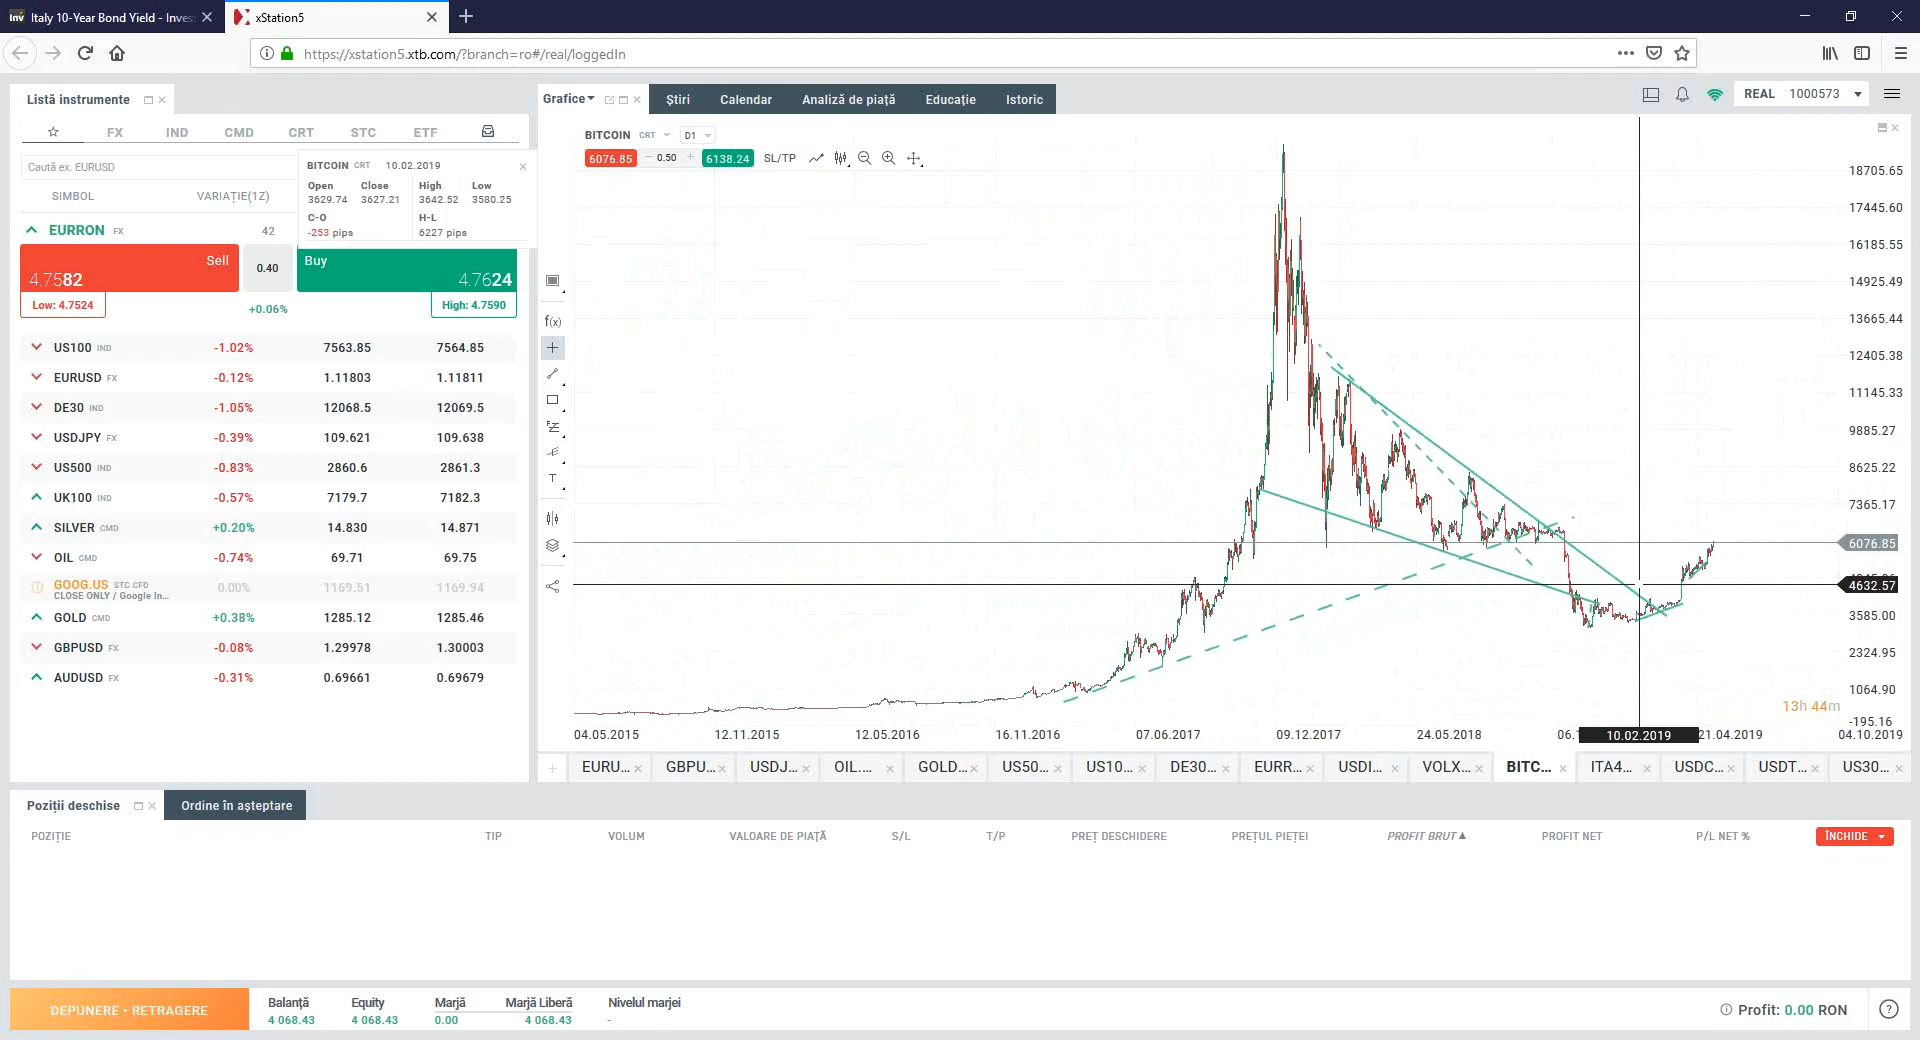 Italy 10-Year Bond Yield - Inves
xStation5
https://xstation5.xtb.com/?branch=ro#/real/loggedIn
Listă instrumente
Grafice
Știri
Calendar
Analiză de piață
Educație
Istoric
REAL 1000573
FX IND CMD CRT STC ETF
Caută ex. EURUSD
SIMBOL VARIAȚIE(1Z)
BITCOIN CRT 10.02.2019
Open Close High Low
3629.74 3627.21 3642.52 3580.25
C-O H-L
-253 pips 6227 pips
EURRON FX 42
Sell 4.7582
0.40
Buy 4.7624
Low: 4.7524
+0.06%
High: 4.7590
US100 IND -1.02% 7563.85 7564.85
EURUSD FX -0.12% 1.11803 1.11811
DE30 IND -1.05% 12068.5 12069.5
USDJPY FX -0.39% 109.621 109.638
US500 IND -0.83% 2860.6 2861.3
UK100 IND -0.57% 7179.7 7182.3
SILVER CMD +0.20% 14.830 14.871
OIL CMD -0.74% 69.71 69.75
GOOG.US STC CFD 0.00% 1169.51 1169.94
CLOSE ONLY / Google In...
GOLD CMD +0.38% 1285.12 1285.46
GBPUSD FX -0.08% 1.29978 1.30003
AUDUSD FX -0.31% 0.69661 0.69679
BITCOIN CRT D1
6076.85 0.50 6138.24 SL/TP
f(x)
T
18705.65
17445.60
16185.55
14925.49
13665.44
12405.38
11145.33
9885.27
8625.22
7365.17
6076.85
4632.57
3585.00
2324.95
1064.90
-195.16
13h 44m
04.05.2015 12.11.2015 12.05.2016 16.11.2016 07.06.2017 09.12.2017 24.05.2018 06.1 10.02.2019 21.04.2019 04.10.2019
EURU... GBPU... USDJ... OIL.... GOLD... US50... US10... DE30... EURR... USDI... VOLX... BITC... ITA4... USDC... USDT... US30...
Poziții deschise
Ordine în așteptare
POZIȚIE TIP VOLUM VALOARE DE PIAȚĂ S/L T/P PREȚ DESCHIDERE PREȚUL PIEȚEI PROFIT BRUT PROFIT NET P/L NET % ÎNCHIDE
DEPUNERE • RETRAGERE
Balanță Equity Marjă Marjă Liberă Nivelul marjei
4 068.43 4 068.43 0.00 4 068.43 -
Profit: 0.00 RON